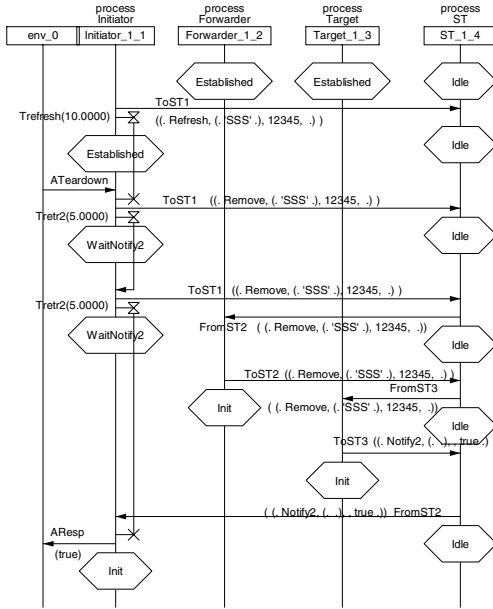 process
Initiator
process
Forwarder
process
Target
process
ST
env_0
Initiator_1_1
Forwarder_1_2
Target_1_3
ST_1_4
Established
Established
Idle
ToST1
Trefresh(10.0000)
((. Refresh, (. 'SSS' .), 12345, .) )
Established
Idle
ATeardown
ToST1 ((. Remove, (. 'SSS' .), 12345, .) )
Tretr2(5.0000)
WaitNotify2
Idle
ToST1 ((. Remove, (. 'SSS' .), 12345, .) )
Tretr2(5.0000)
FromST2 ( (. Remove, (. 'SSS' .), 12345, .))
WaitNotify2
Idle
ToST2 ((. Remove, (. 'SSS' .), 12345, .) )
FromST3
Init
( (. Remove, (. 'SSS' .), 12345, .))
Idle
ToST3 ((. Notify2, (. .), , true .)
Init
( (. Notify2, (. .), , true .)) FromST2
AResp
(true)
Idle
Init